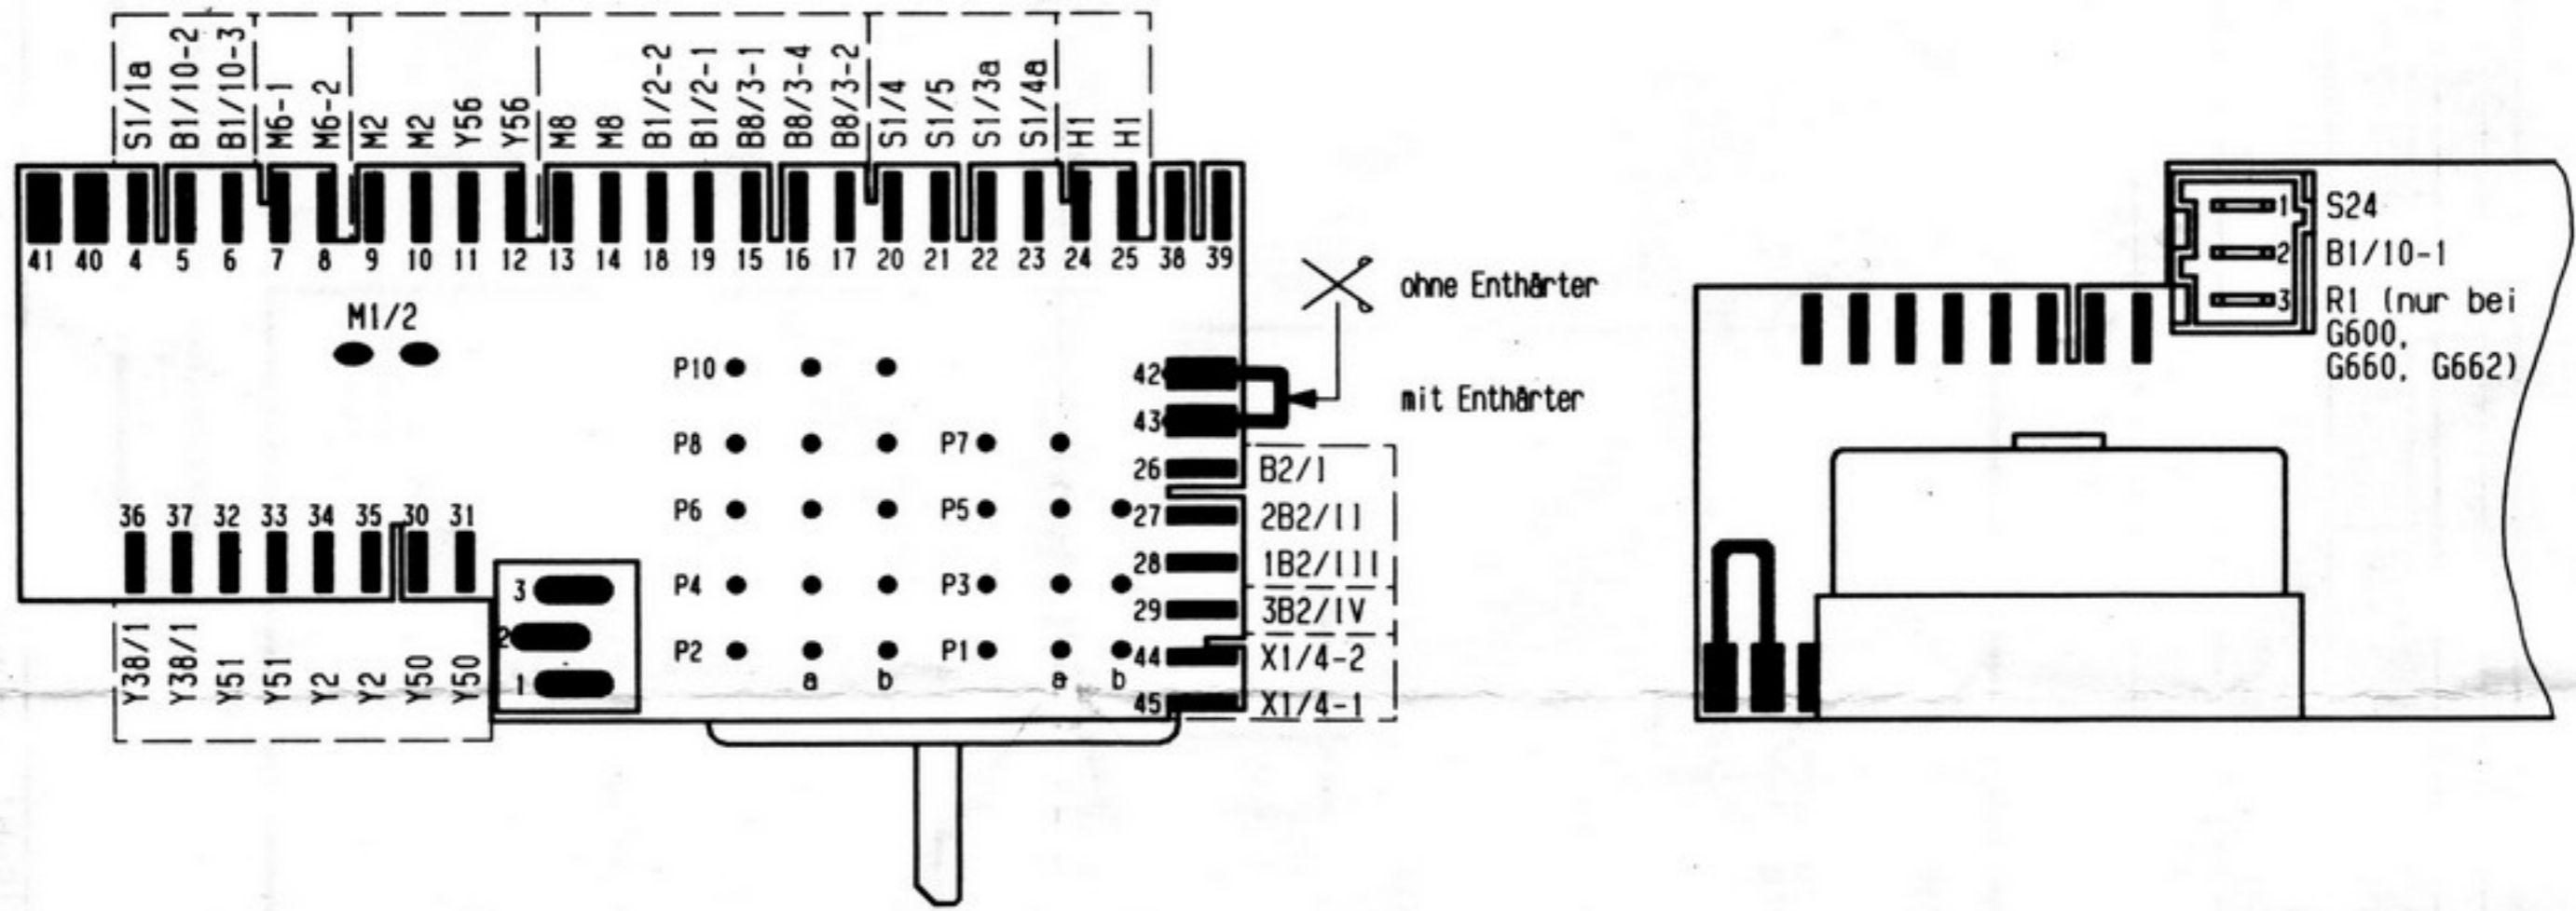 S1/1a
B1/10-2
B1/10-3
M6-1
M6-2
M2
M2
Y56
Y56
M8
M8
B1/2-2
B1/2-1
B8/3-1
B8/3-4
B8/3-2
S1/4
S1/5
S1/3a
S1/4a
H1
H1
41 40 4 5 6 7 8 9 10 11 12 13 14 18 19 15 16 17 20 21 22 23 24 25 38 39
M1/2
ohne Enthärter
mit Enthärter
P10
P8 P7
P6 P5
P4 P3
P2 P1
a b a b
42
43
26 B2/I
27 2B2/II
28 1B2/III
29 3B2/IV
44 X1/4-2
45 X1/4-1
36 37 32 33 34 35 30 31
Y38/1
Y38/1
Y51
Y51
Y2
Y2
Y50
Y50
3
2
1
1 S24
2 B1/10-1
3 R1 (nur bei
G600,
G660, G662)